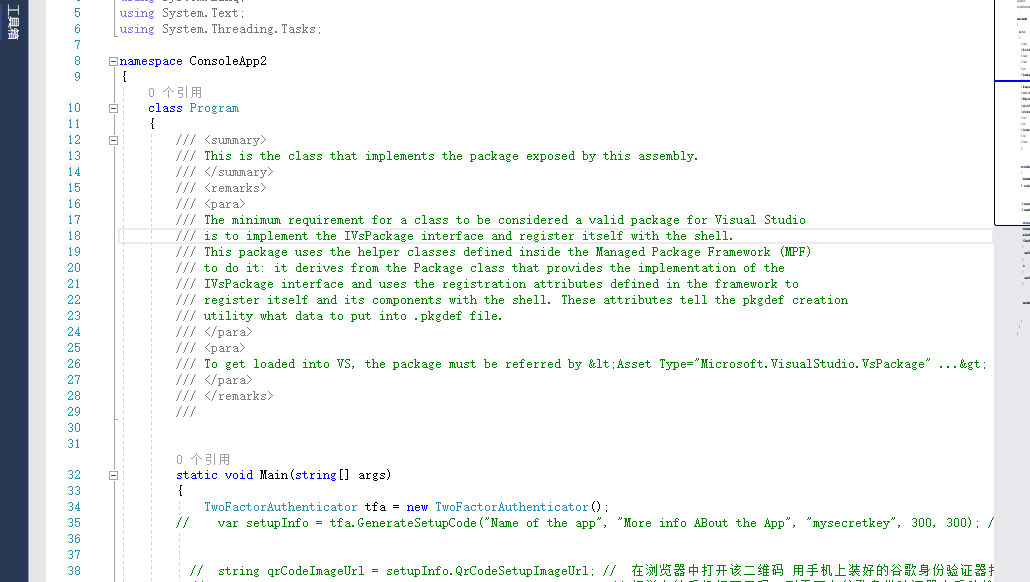 工具箱
5 using System.Text;
6 using System.Threading.Tasks;
7
8 namespace ConsoleApp2
9 {
0 个引用
10 class Program
11 {
12 /// <summary>
13 /// This is the class that implements the package exposed by this assembly.
14 /// </summary>
15 /// <remarks>
16 /// <para>
17 /// The minimum requirement for a class to be considered a valid package for Visual Studio
18 /// is to implement the IVsPackage interface and register itself with the shell.
19 /// This package uses the helper classes defined inside the Managed Package Framework (MPF)
20 /// to do it: it derives from the Package class that provides the implementation of the
21 /// IVsPackage interface and uses the registration attributes defined in the framework to
22 /// register itself and its components with the shell. These attributes tell the pkgdef creation
23 /// utility what data to put into .pkgdef file.
24 /// </para>
25 /// <para>
26 /// To get loaded into VS, the package must be referred by &lt;Asset Type="Microsoft.VisualStudio.VsPackage" ...&gt;
27 /// </para>
28 /// </remarks>
29 ///
30
31
0 个引用
32 static void Main(string[] args)
33 {
34 TwoFactorAuthenticator tfa = new TwoFactorAuthenticator();
35 // var setupInfo = tfa.GenerateSetupCode("Name of the app", "More info ABout the App", "mysecretkey", 300, 300); /
36
37
38 // string qrCodeImageUrl = setupInfo.QrCodeSetupImageUrl; // 在浏览器中打开该二维码 用手机上装好的谷歌身份验证器